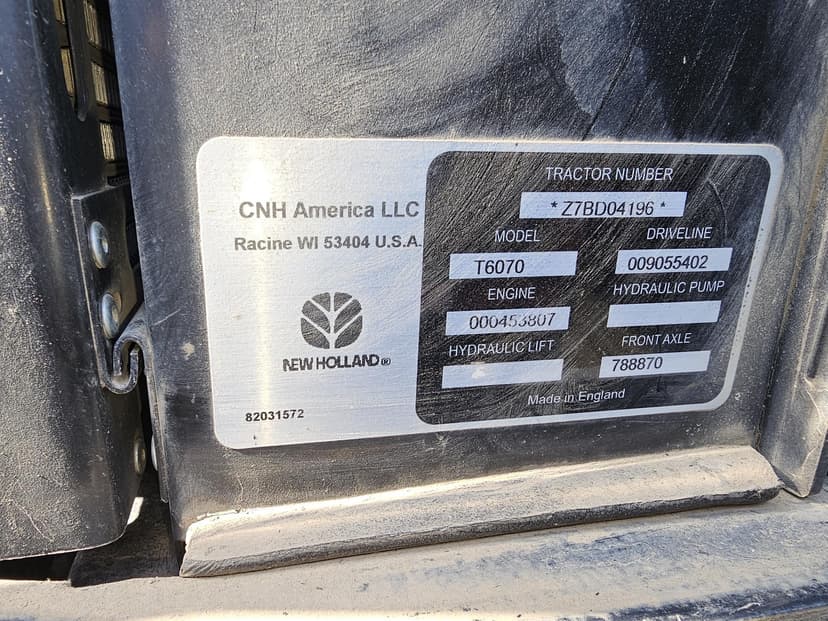 CNH America LLC
Racine WI 53404 U.S.A.
NEW HOLLAND®
82031572
TRACTOR NUMBER
* Z7BD04196 *
MODEL
DRIVELINE
T6070
009055402
ENGINE
HYDRAULIC PUMP
000453807
HYDRAULIC LIFT
FRONT AXLE
788870
Made in England